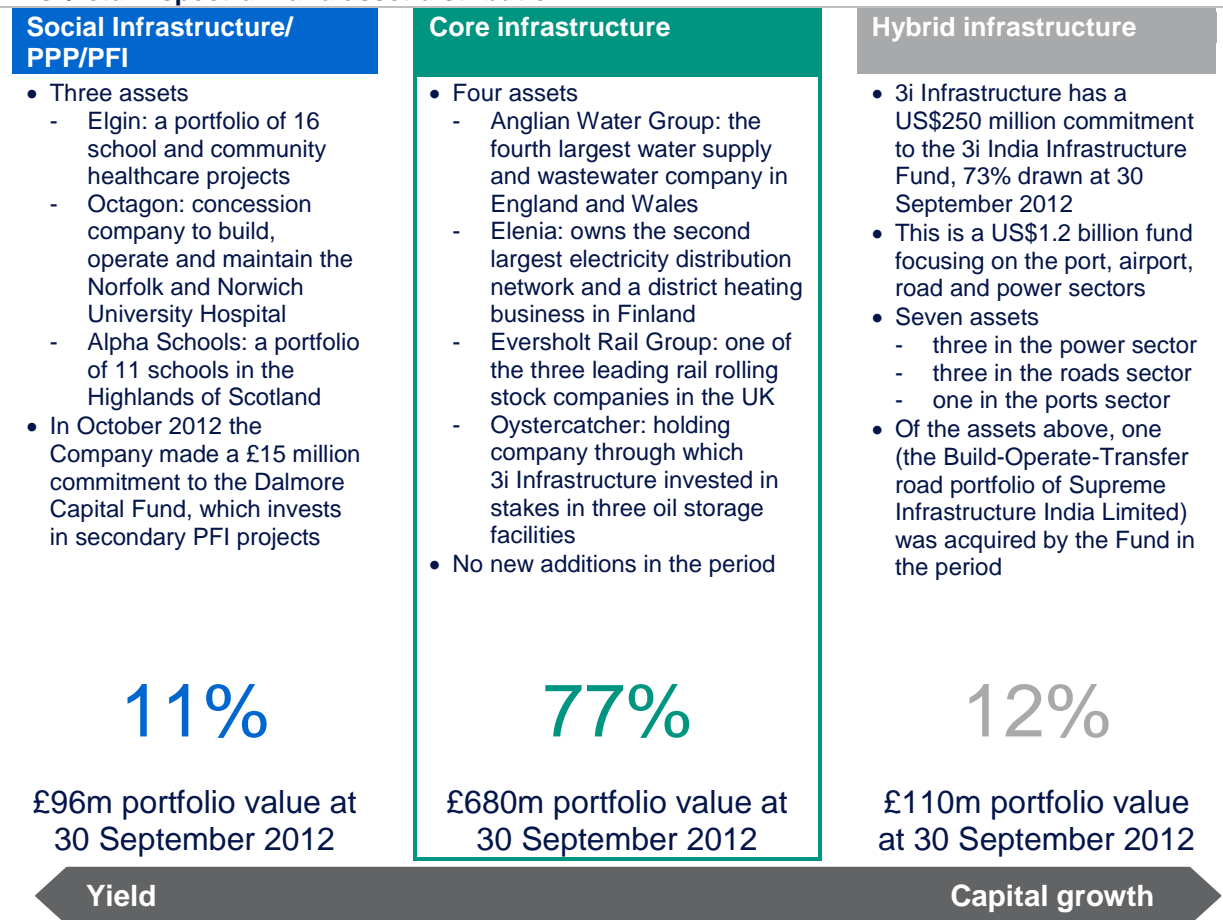 Social Infrastructure/
PPP/PFI
• Three assets
- Elgin: a portfolio of 16
school and community
healthcare projects
- Octagon: concession
company to build,
operate and maintain the
Norfolk and Norwich
University Hospital
- Alpha Schools: a portfolio
of 11 schools in the
Highlands of Scotland
• In October 2012 the
Company made a £15 million
commitment to the Dalmore
Capital Fund, which invests
in secondary PFI projects
11%
£96m portfolio value at
30 September 2012
Core infrastructure
• Four assets
- Anglian Water Group: the
fourth largest water supply
and wastewater company in
England and Wales
- Elenia: owns the second
largest electricity distribution
network and a district heating
business in Finland
- Eversholt Rail Group: one of
the three leading rail rolling
stock companies in the UK
- Oystercatcher: holding
company through which
3i Infrastructure invested in
stakes in three oil storage
facilities
• No new additions in the period
77%
£680m portfolio value at
30 September 2012
Hybrid infrastructure
• 3i Infrastructure has a
US$250 million commitment
to the 3i India Infrastructure
Fund, 73% drawn at 30
September 2012
• This is a US$1.2 billion fund
focusing on the port, airport,
road and power sectors
• Seven assets
- three in the power sector
- three in the roads sector
- one in the ports sector
• Of the assets above, one
(the Build-Operate-Transfer
road portfolio of Supreme
Infrastructure India Limited)
was acquired by the Fund in
the period
12%
£110m portfolio value
at 30 September 2012
Yield
Capital growth